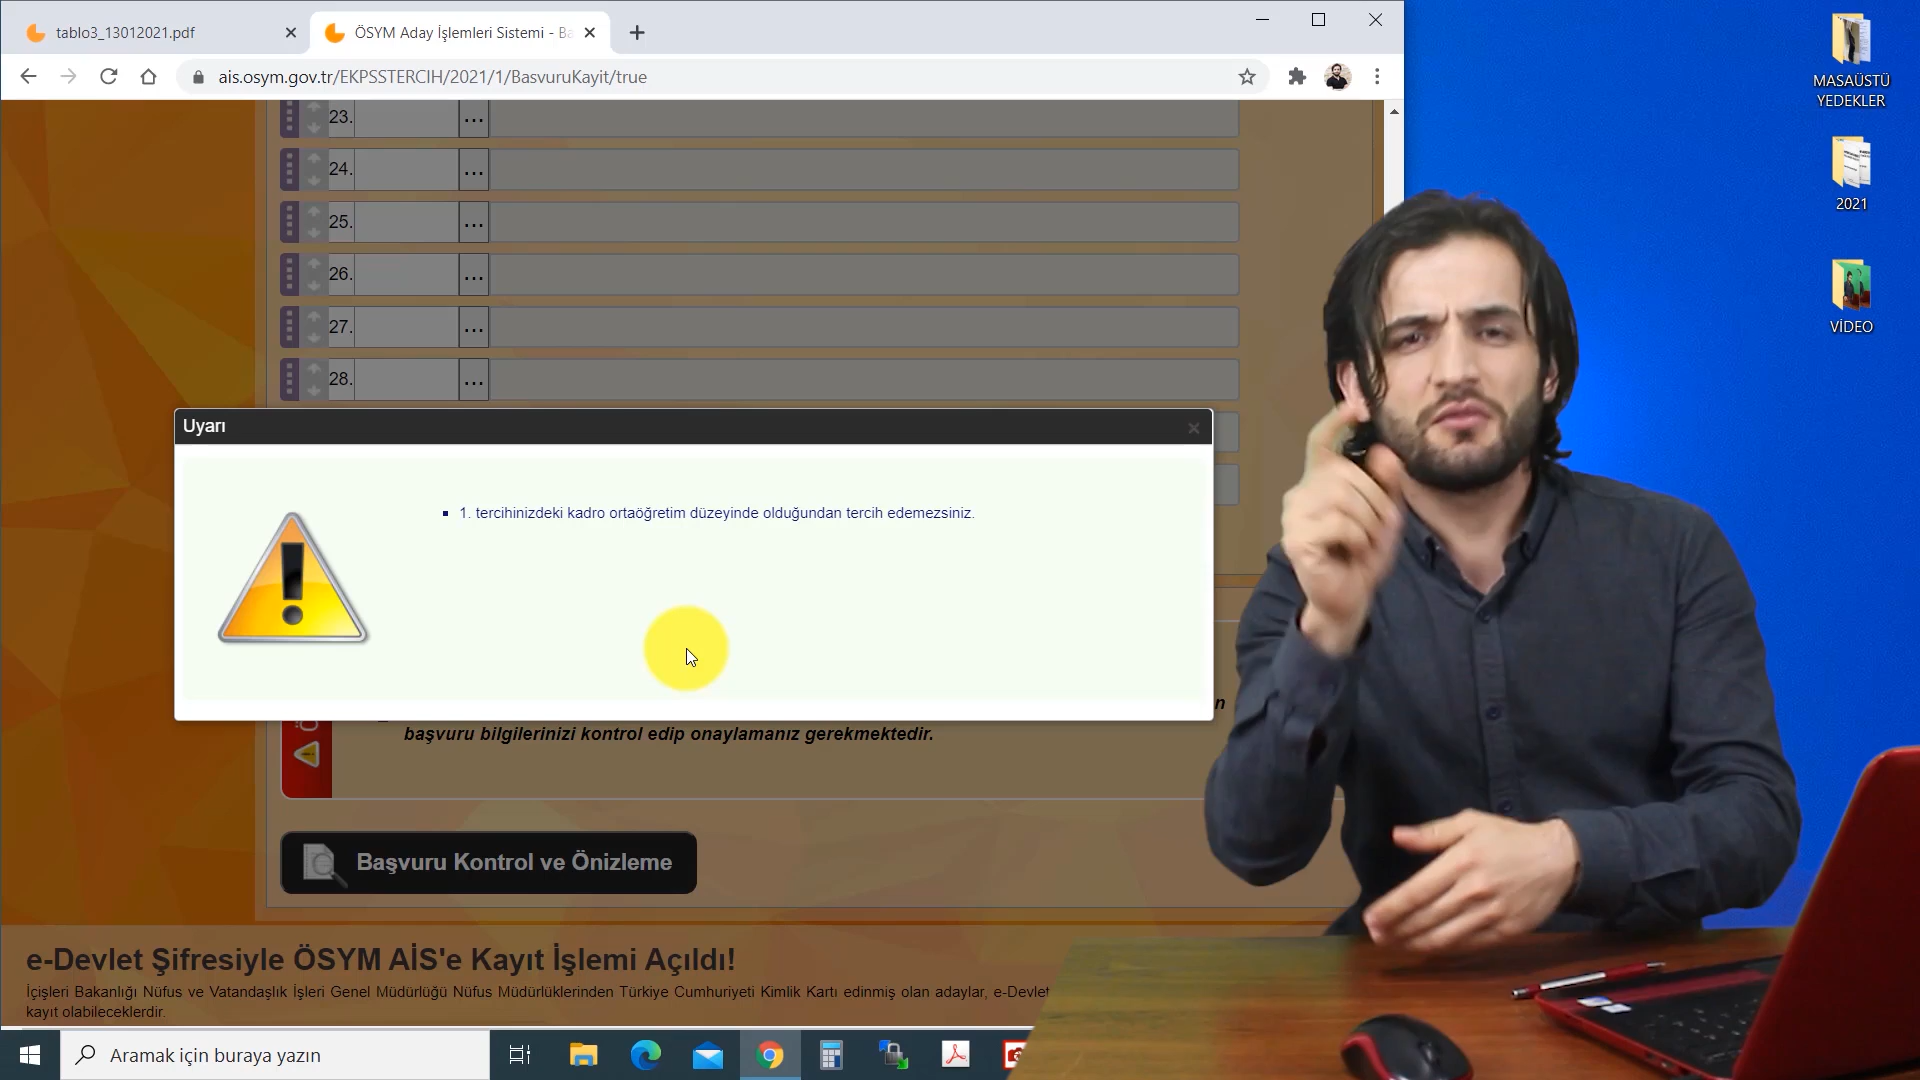 tablo3_13012021.pdf
ÖSYM Aday İşlemleri Sistemi - Ba
ais.osym.gov.tr/EKPSSTERCIH/2021/1/BasvuruKayit/true
23. ...
24. ...
25. ...
26. ...
27. ...
28. ...
Uyarı
1. tercihinizdeki kadro ortaöğretim düzeyinde olduğundan tercih edemezsiniz.
başvuru bilgilerinizi kontrol edip onaylamanız gerekmektedir.
Başvuru Kontrol ve Önizleme
e-Devlet Şifresiyle ÖSYM AİS'e Kayıt İşlemi Açıldı!
İçişleri Bakanlığı Nüfus ve Vatandaşlık İşleri Genel Müdürlüğü Nüfus Müdürlüklerinden Türkiye Cumhuriyeti Kimlik Kartı edinmiş olan adaylar, e-Devlet
kayıt olabileceklerdir.
Aramak için buraya yazın
MASAÜSTÜ
YEDEKLER
2021
VİDEO